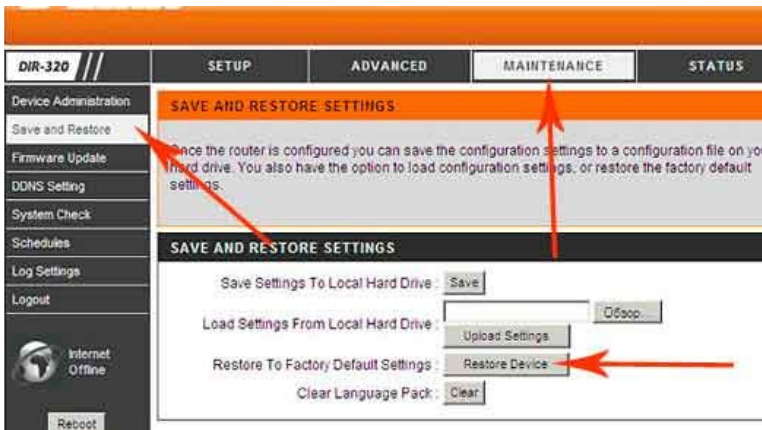 DIR-320
SETUP
ADVANCED
MAINTENANCE
STATUS
Device Administration
Save and Restore
Firmware Update
DDNS Setting
System Check
Schedules
Log Settings
Logout
Internet
Offline
Reboot
SAVE AND RESTORE SETTINGS
Once the router is configured you can save the configuration settings to a configuration file on you
hard drive. You also have the option to load configuration settings, or restore the factory default
settings.
SAVE AND RESTORE SETTINGS
Save Settings To Local Hard Drive : Save
Load Settings From Local Hard Drive : Обзор...
Upload Settings
Restore To Factory Default Settings : Restore Device
Clear Language Pack : Clear